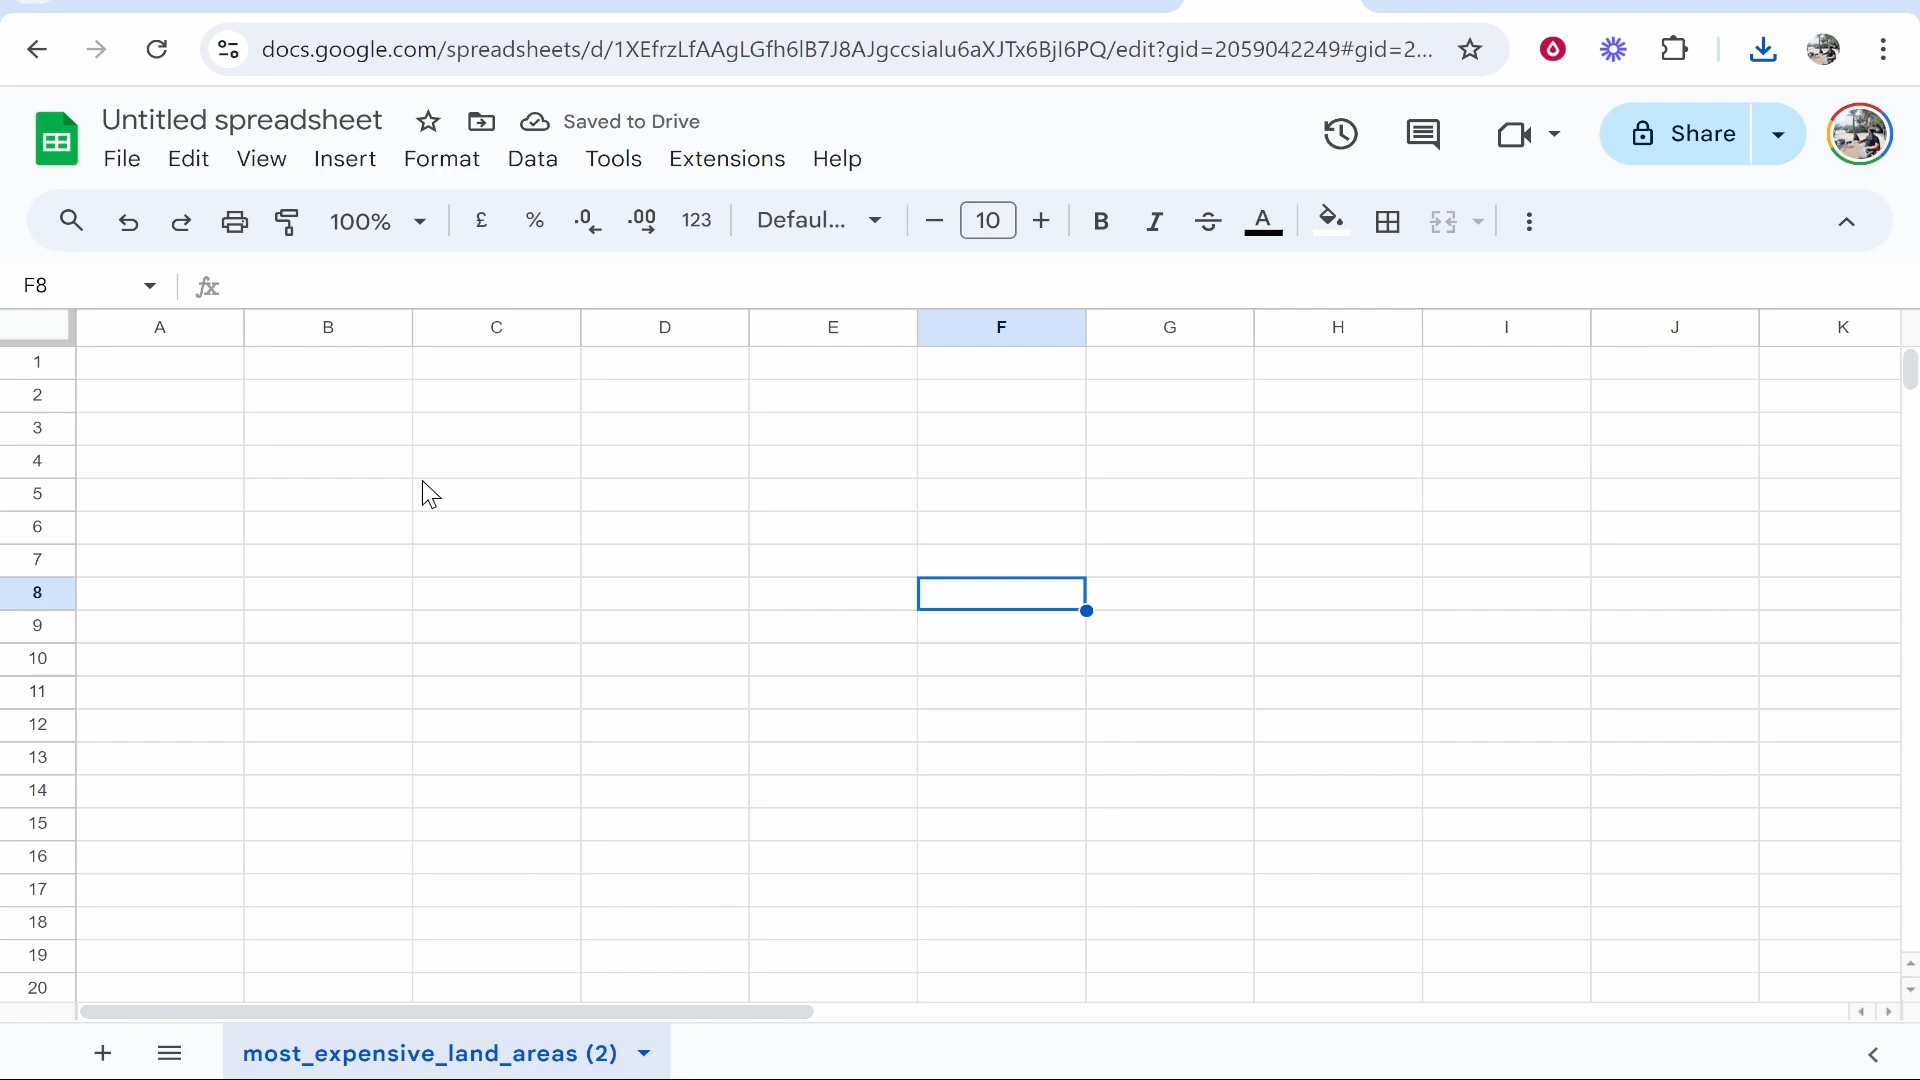 docs.google.com/spreadsheets/d/1XEfrzLfAAgLGfh6lB7J8AJgccsialu6aXJTx6BjI6PQ/edit?gid=2059042249#gid=2...
Untitled spreadsheet Saved to Drive
File Edit View Insert Format Data Tools Extensions Help
Share
100% £ % .0 .00 123 Defaul... 10 B I S A
F8 fx
A B C D E F G H I J K
1
2
3
4
5
6
7
8
9
10
11
12
13
14
15
16
17
18
19
20
most_expensive_land_areas (2)